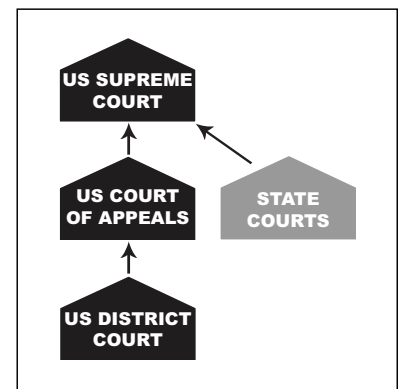 US SUPREME
COURT
US COURT
OF APPEALS
STATE
COURTS
US DISTRICT
COURT